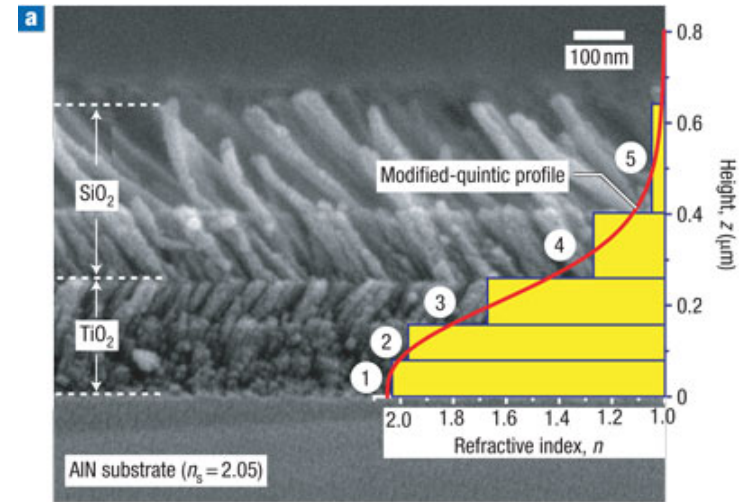 a
100 nm
0.8
0.6
0.4
0.2
0
Height, z (μm)
SiO₂
TiO₂
Modified-quintic profile
5
4
3
2
1
2.0 1.8 1.6 1.4 1.2 1.0
Refractive index, n
AlN substrate (nₛ = 2.05)